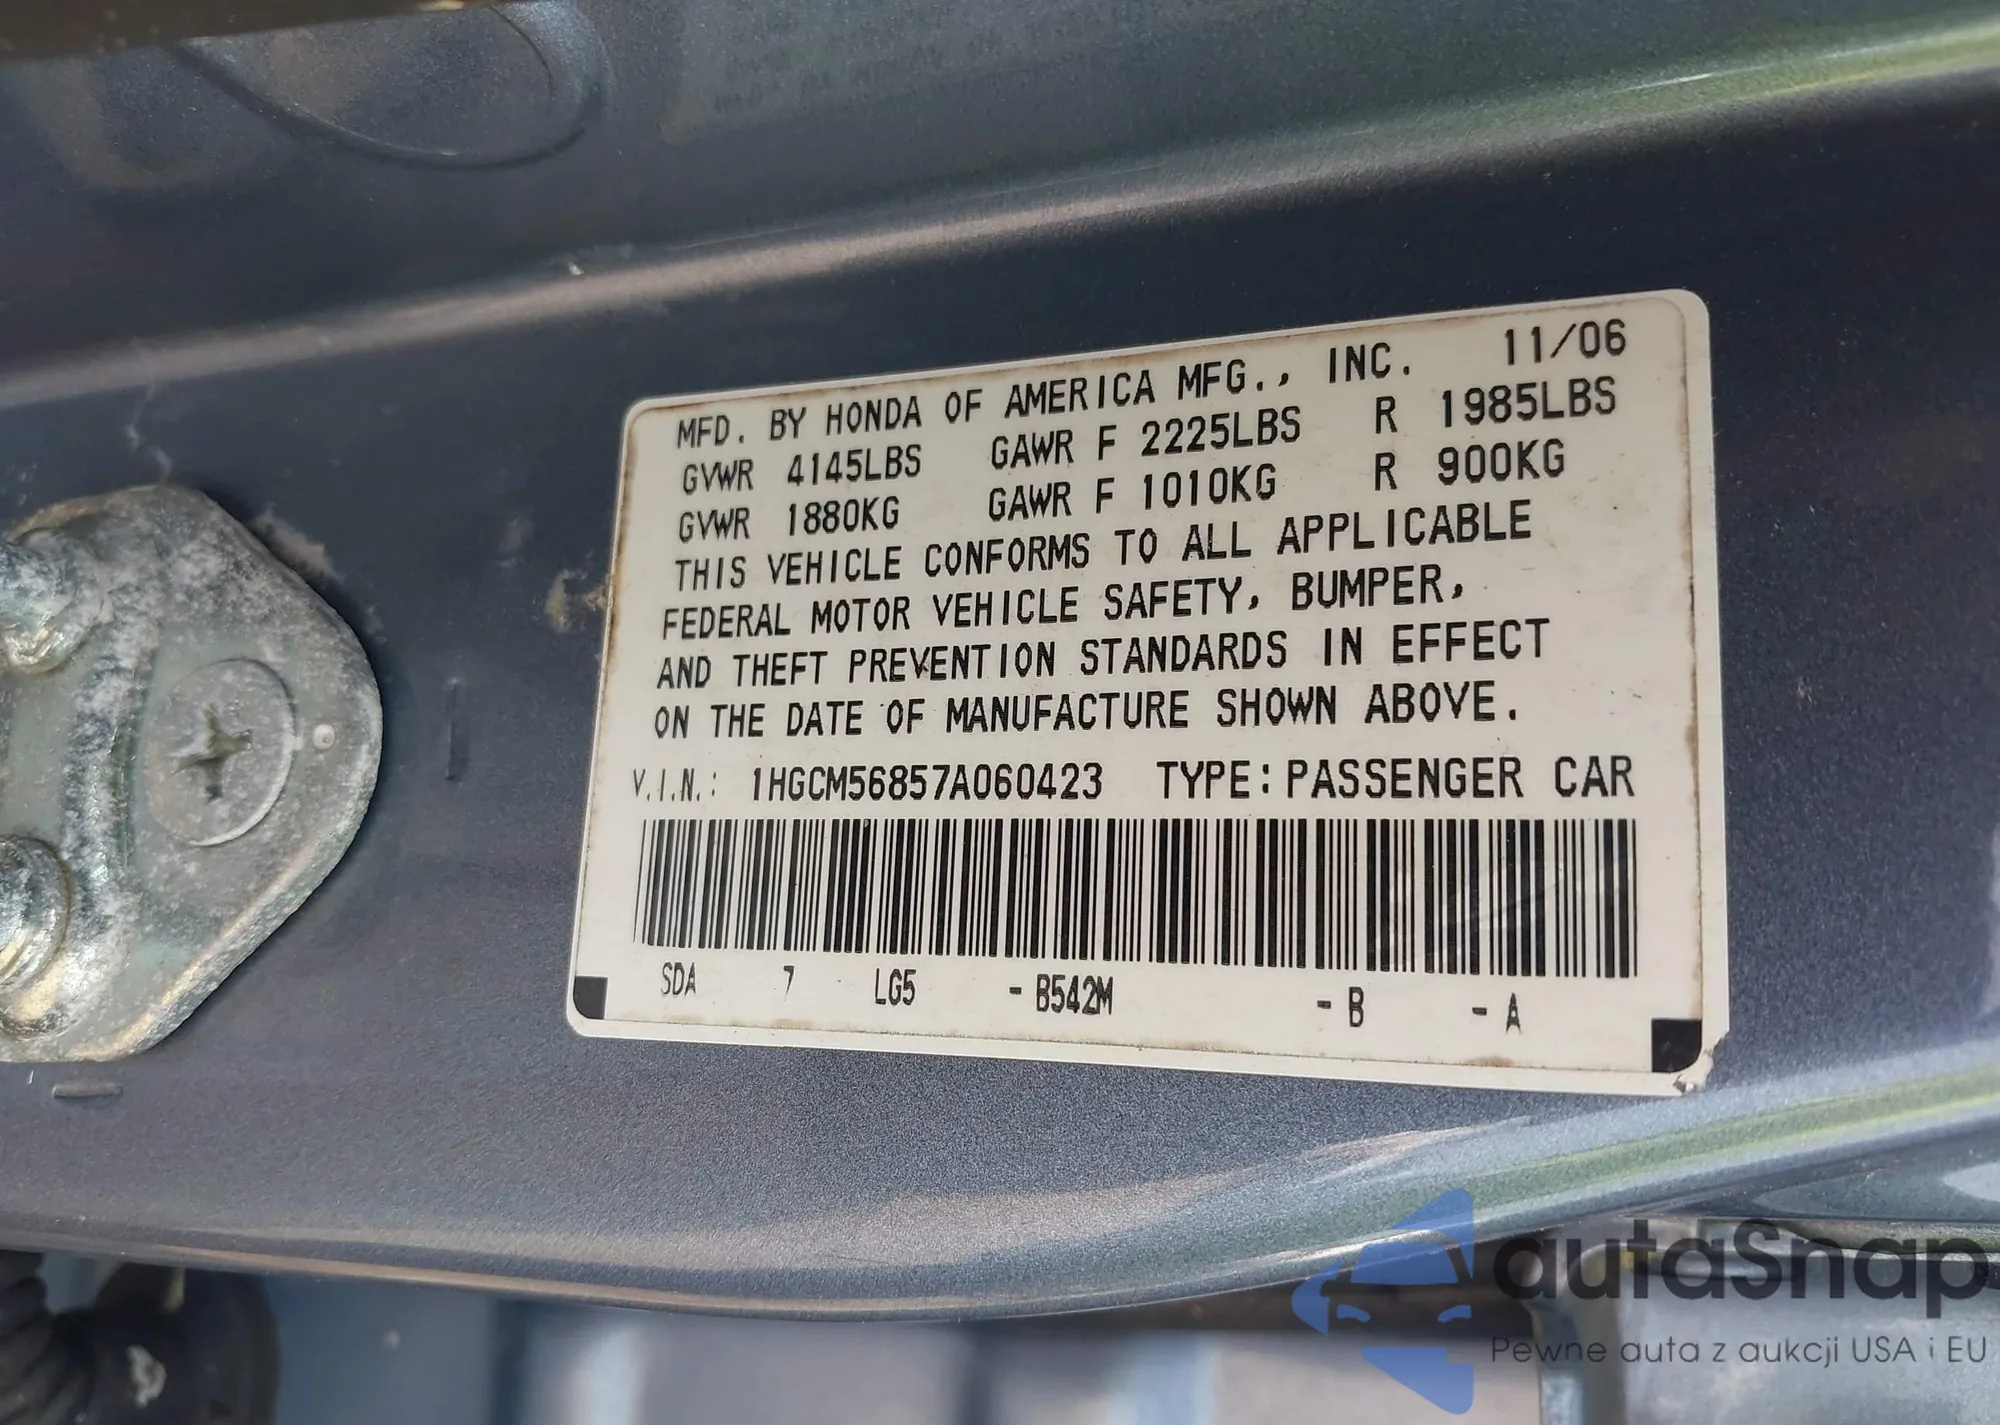 MFD. BY HONDA OF AMERICA MFG., INC. 11/06
GVWR 4145LBS GAWR F 2225LBS R 1985LBS
GVWR 1880KG GAWR F 1010KG R 900KG
THIS VEHICLE CONFORMS TO ALL APPLICABLE
FEDERAL MOTOR VEHICLE SAFETY, BUMPER,
AND THEFT PREVENTION STANDARDS IN EFFECT
ON THE DATE OF MANUFACTURE SHOWN ABOVE.
V.I.N.: 1HGCM56857A060423 TYPE: PASSENGER CAR
SDA 7 LG5 - B542M - B - A
autaSnap
Pewne auta z aukcji USA i EU